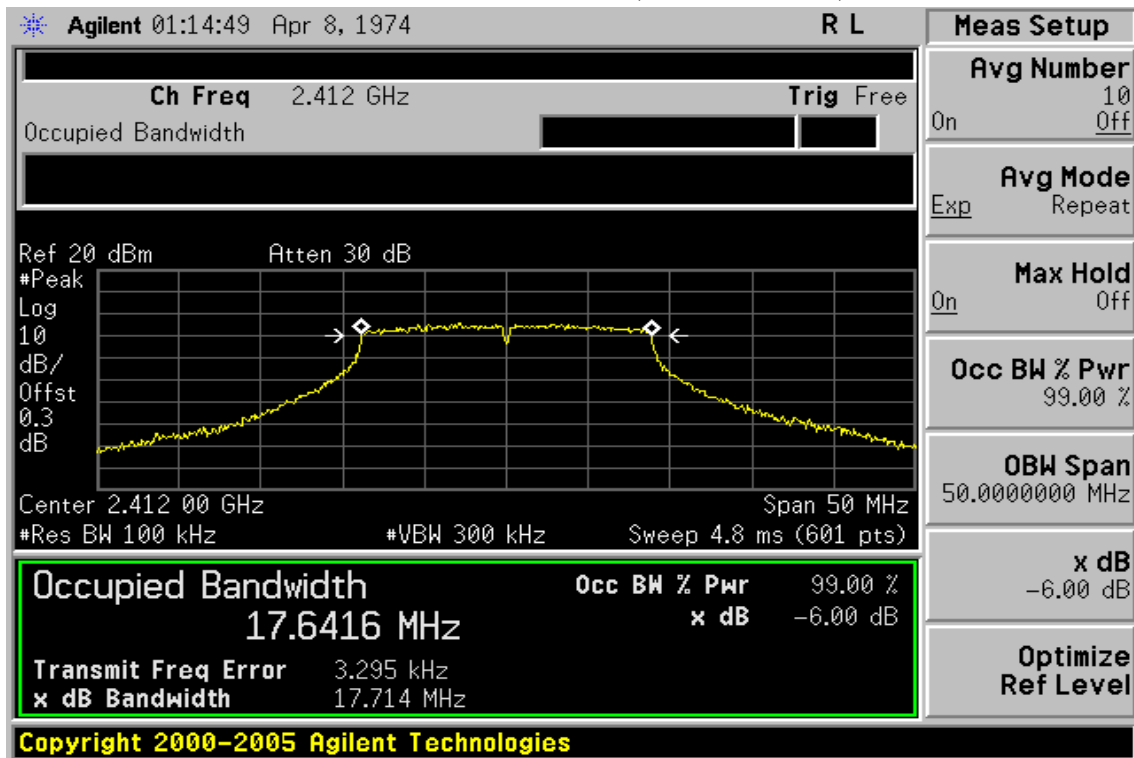 Agilent 01:14:49 Apr 8, 1974 R L
Ch Freq 2.412 GHz Trig Free
Occupied Bandwidth
Ref 20 dBm Atten 30 dB
#Peak
Log
10
dB/
Offst
0.3
dB
Center 2.412 00 GHz Span 50 MHz
#Res BW 100 kHz #VBW 300 kHz Sweep 4.8 ms (601 pts)
Occupied Bandwidth Occ BW % Pwr 99.00 %
17.6416 MHz x dB -6.00 dB
Transmit Freq Error 3.295 kHz
x dB Bandwidth 17.714 MHz
Copyright 2000-2005 Agilent Technologies
Meas Setup
Avg Number
10
On Off
Avg Mode
Exp Repeat
Max Hold
On Off
Occ BW % Pwr
99.00 %
OBW Span
50.0000000 MHz
x dB
-6.00 dB
Optimize
Ref Level